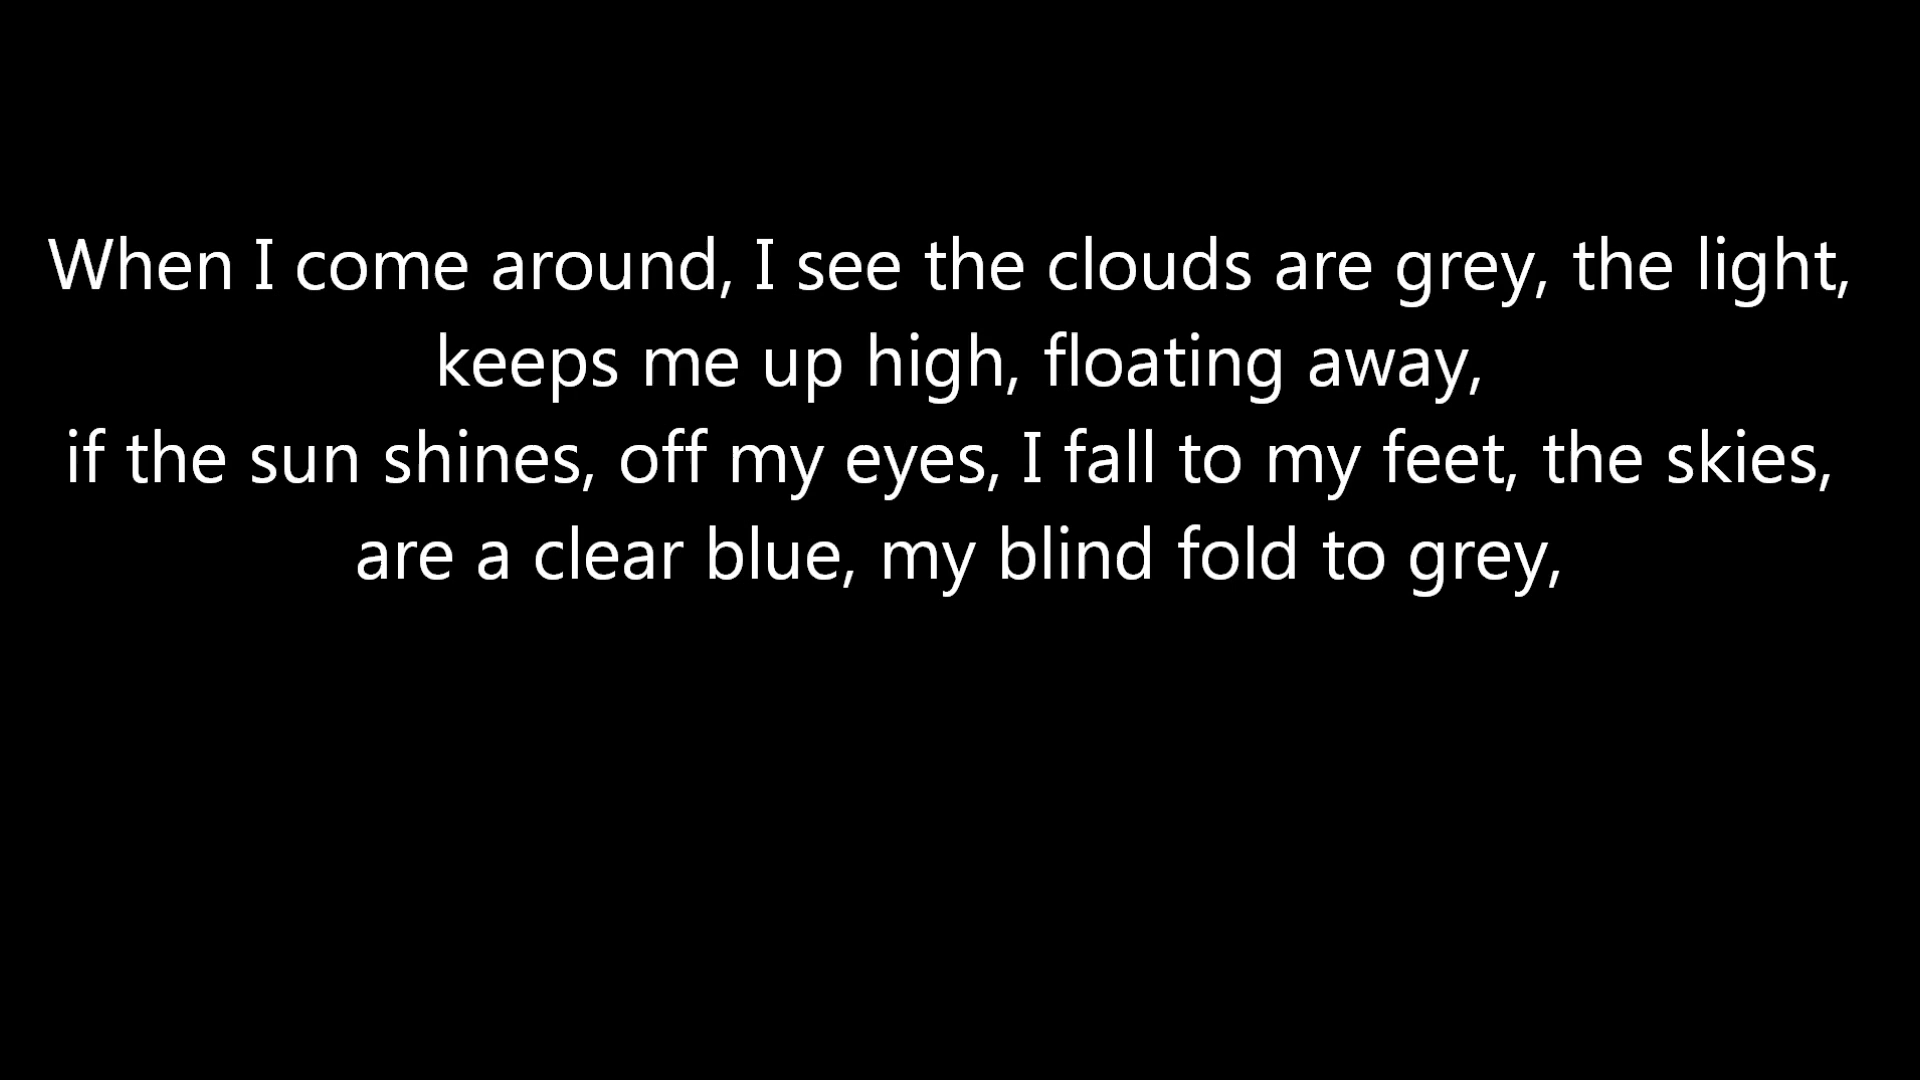 When I come around, I see the clouds are grey, the light,
keeps me up high, floating away,
if the sun shines, off my eyes, I fall to my feet, the skies,
are a clear blue, my blind fold to grey,